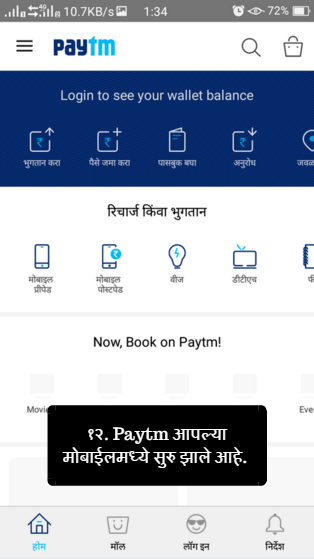 4G 10.7KB/s 1:34 72%
paytm
Login to see your wallet balance
भुगतान करा पैसे जमा करा पासबुक बघा अनुरोध जवळ
रिचार्ज किंवा भुगतान
मोबाइल प्रीपेड
मोबाइल पोस्टपेड
वीज
डीटीएच
Now, Book on Paytm!
Movie
Eve
१२. Paytm आपल्या
मोबाईलमध्ये सुरु झाले आहे.
होम मॉल लॉग इन निर्देश